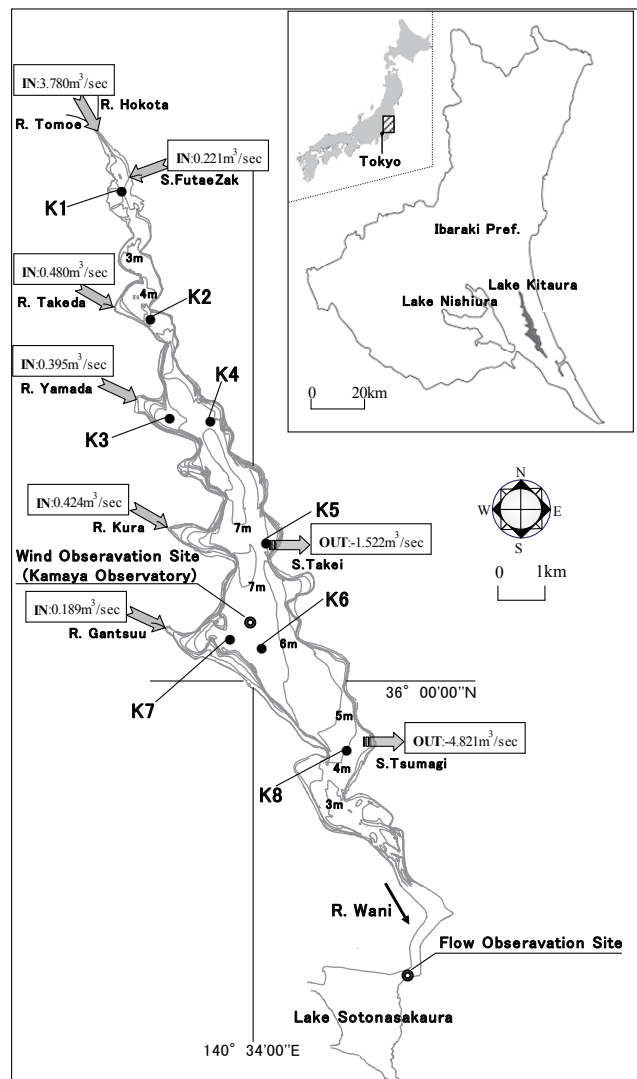 IN:3.780m³/sec
R. Hokota
R. Tomoe
IN:0.221m³/sec
S.FutaeZak
K1
3m
IN:0.480m³/sec
4m
K2
R. Takeda
IN:0.395m³/sec
R. Yamada
K4
K3
IN:0.424m³/sec
7m
K5
R. Kura
OUT:-1.522m³/sec
S.Takei
Wind Obseravation Site
(Kamaya Observatory)
7m
IN:0.189m³/sec
K6
R. Gantsuu
6m
K7
36° 00'00''N
5m
OUT:-4.821m³/sec
S.Tsumagi
4m
K8
3m
R. Wani
Flow Obseravation Site
Lake Sotonasakaura
140° 34'00''E
Tokyo
Ibaraki Pref.
Lake Kitaura
Lake Nishiura
0 20km
N
W E
S
0 1km